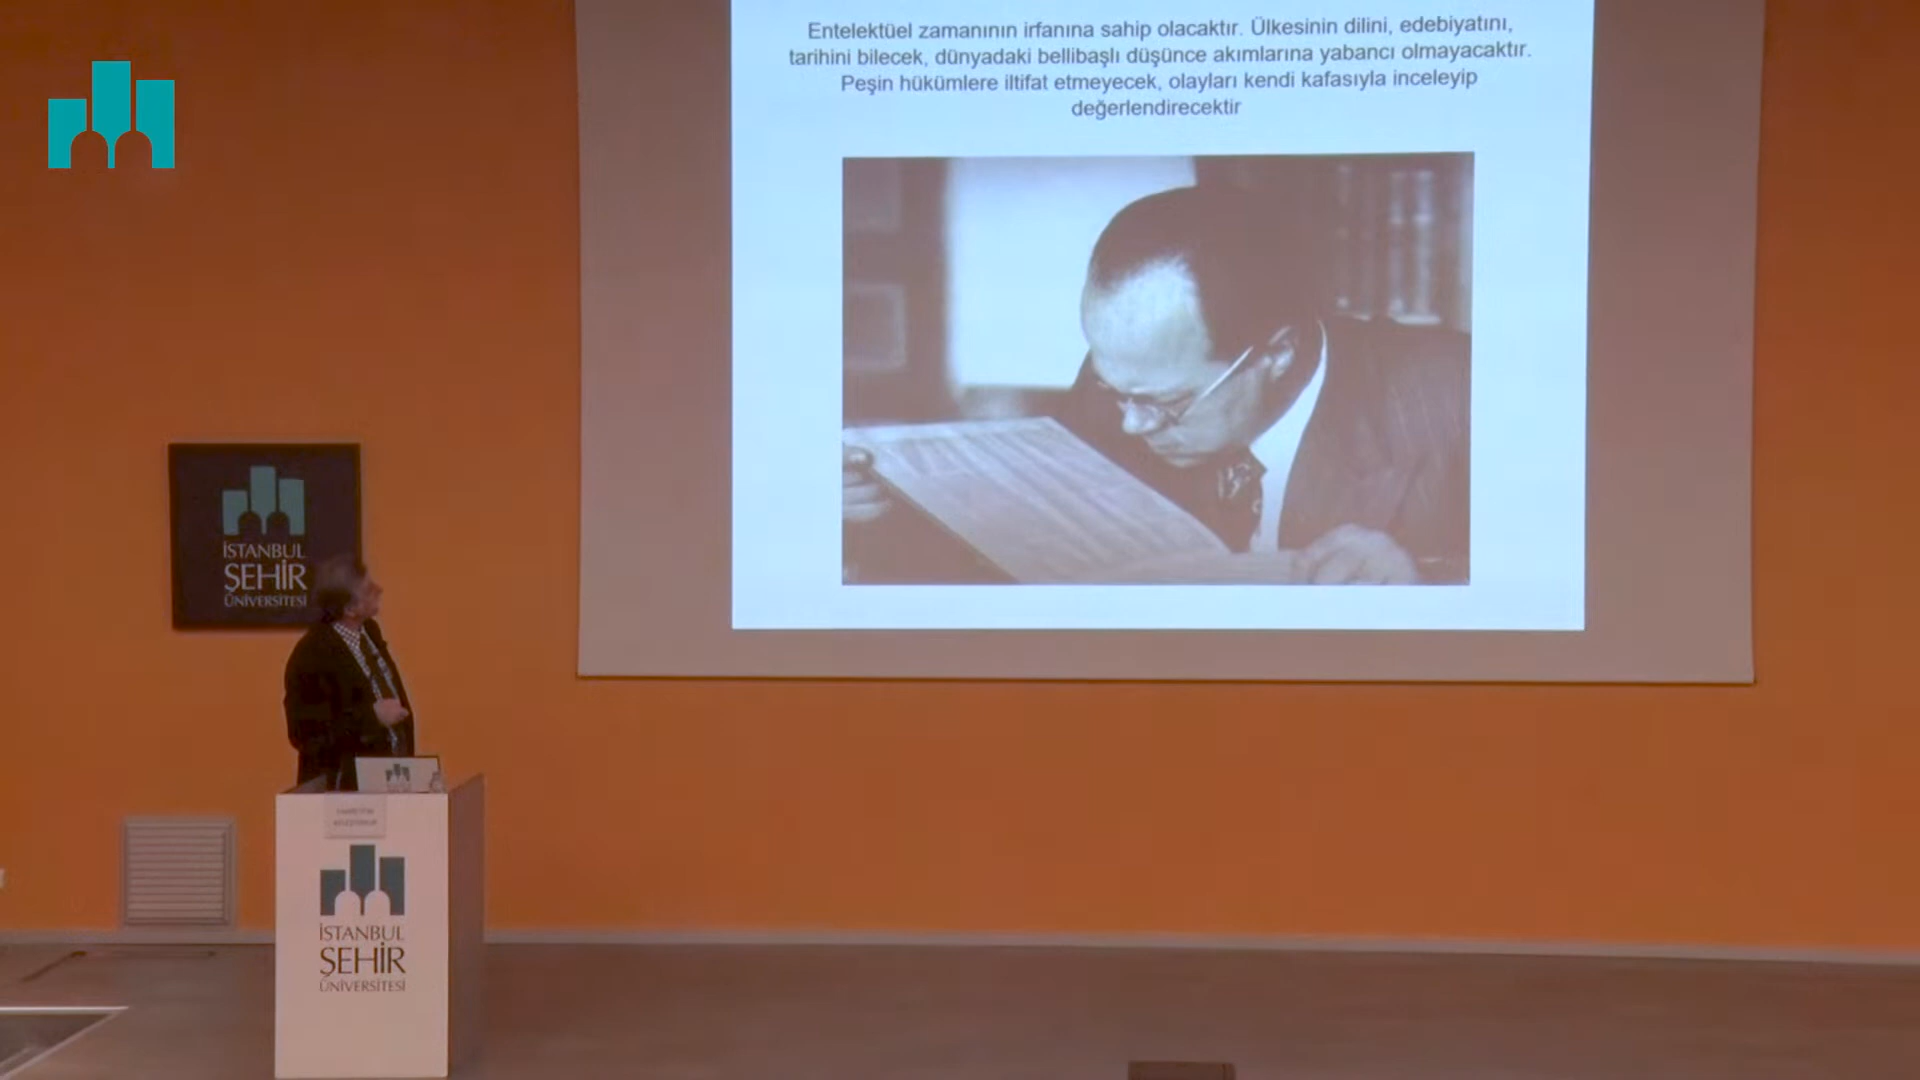 Entelektüel zamanının irfanına sahip olacaktır. Ülkesinin dilini, edebiyatını,
tarihini bilecek, dünyadaki bellibaşlı düşünce akımlarına yabancı olmayacaktır.
Peşin hükümlere iltifat etmeyecek, olayları kendi kafasıyla inceleyip
değerlendirecektir
İSTANBUL
ŞEHİR
ÜNİVERSİTESİ
İSTANBUL
ŞEHİR
ÜNİVERSİTESİ